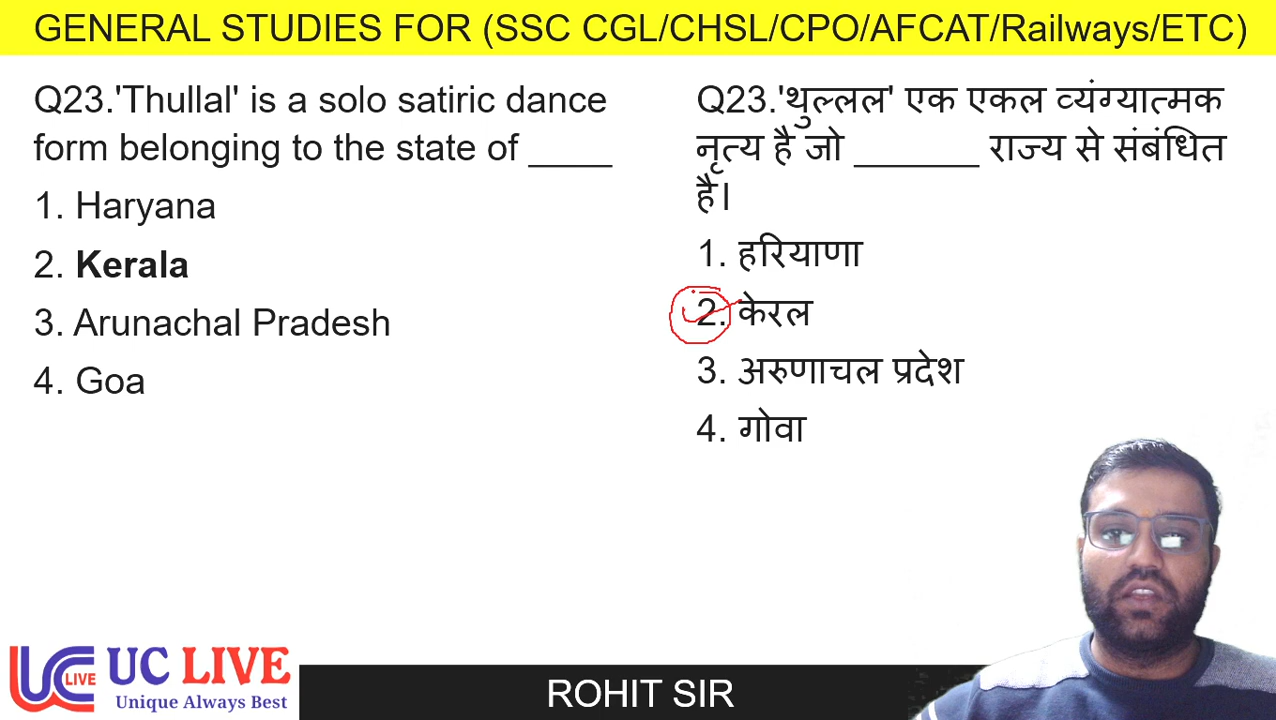 GENERAL STUDIES FOR (SSC CGL/CHSL/CPO/AFCAT/Railways/ETC)
Q23.'Thullal' is a solo satiric dance
form belonging to the state of ____
1. Haryana
2. Kerala
3. Arunachal Pradesh
4. Goa
Q23.'थुल्लल' एक एकल व्यंग्यात्मक
नृत्य है जो ______ राज्य से संबंधित
है।
1. हरियाणा
2. केरल
3. अरुणाचल प्रदेश
4. गोवा
LIVE
UC LIVE
Unique Always Best
ROHIT SIR